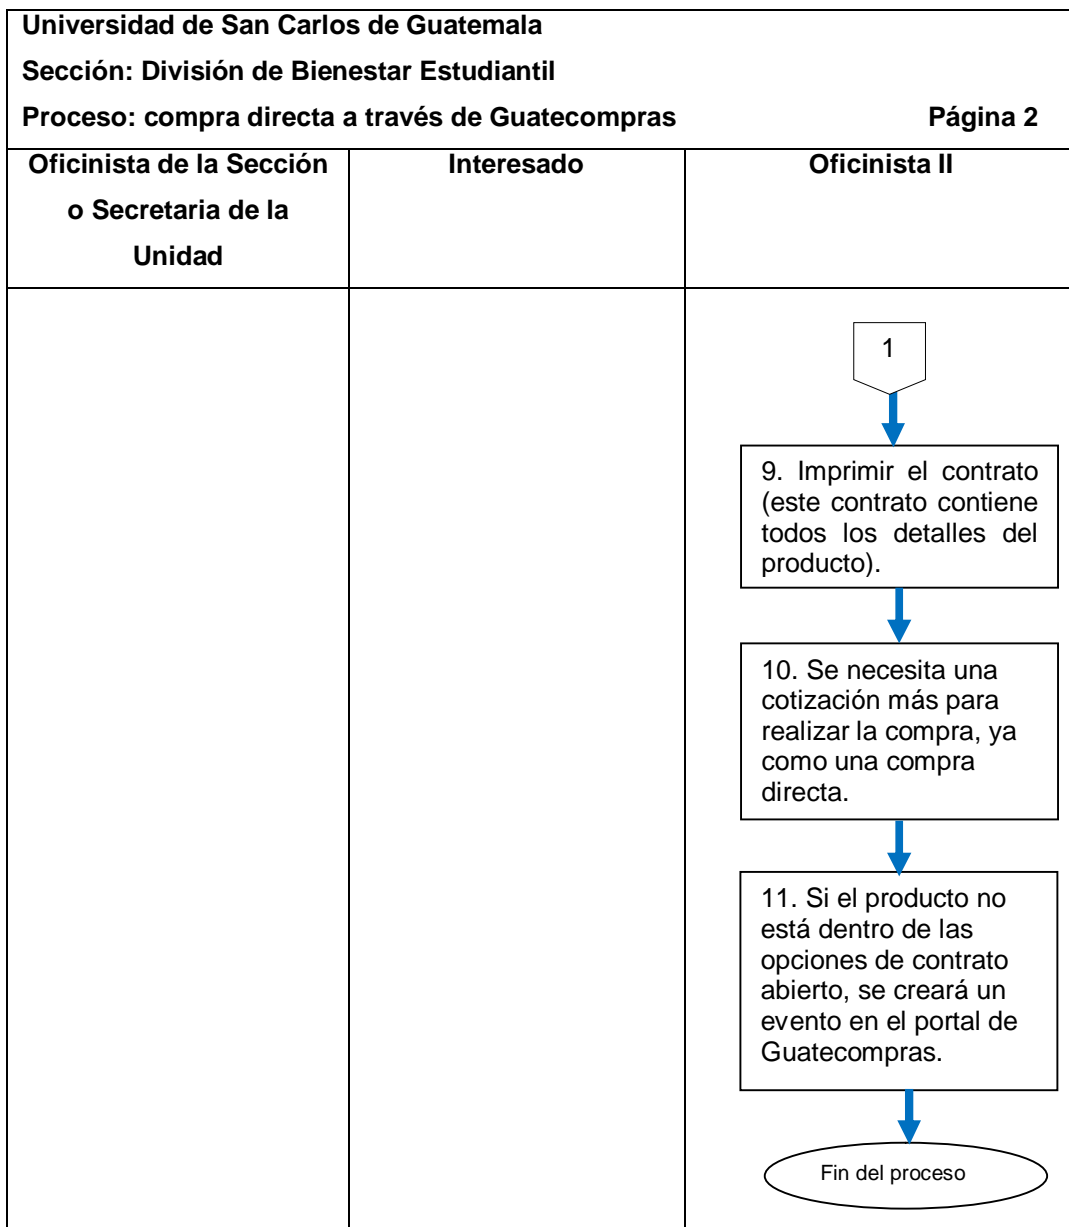 Universidad de San Carlos de Guatemala
Sección: División de Bienestar Estudiantil
Proceso: compra directa a través de Guatecompras Página 2
Oficinista de la Sección
o Secretaria de la
Unidad
Interesado
Oficinista II
1
9. Imprimir el contrato
(este contrato contiene
todos los detalles del
producto).
10. Se necesita una
cotización más para
realizar la compra, ya
como una compra
directa.
11. Si el producto no
está dentro de las
opciones de contrato
abierto, se creará un
evento en el portal de
Guatecompras.
Fin del proceso